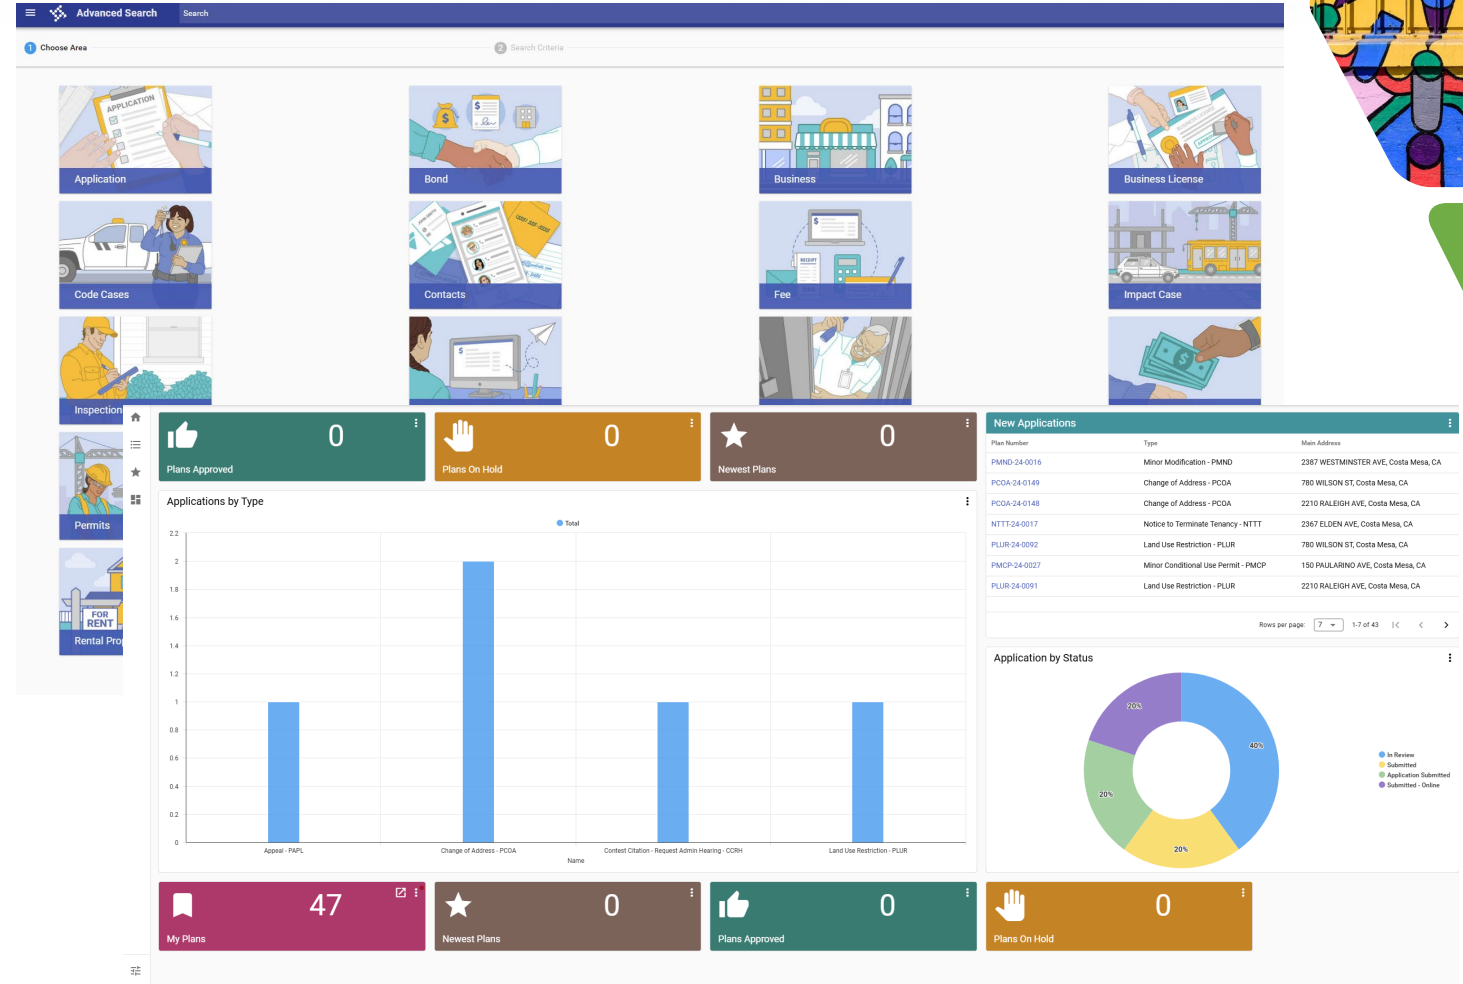 Advanced Search
Search
1 Choose Area
2 Search Criteria
APPLICATION
Application
Bond
Business
BUSINESS LICENSE
Business License
Code Cases
Contacts
RECEIPT
Fee
Impact Case
Inspection
Permits
FOR
RENT
Rental Prop
0
Plans Approved
0
Plans On Hold
0
Newest Plans
Applications by Type
Total
2.2
2
1.8
1.6
1.4
1.2
1
0.8
0.6
0.4
0.2
0
Appeal - PAPL
Change of Address - PCOA
Contest Citation - Request Admin Hearing - CCRH
Land Use Restriction - PLUR
Name
New Applications
Plan Number Type Main Address
PMND-24-0016 Minor Modification - PMND 2387 WESTMINSTER AVE, Costa Mesa, CA
PCOA-24-0149 Change of Address - PCOA 780 WILSON ST, Costa Mesa, CA
PCOA-24-0148 Change of Address - PCOA 2210 RALEIGH AVE, Costa Mesa, CA
NTTT-24-0017 Notice to Terminate Tenancy - NTTT 2367 ELDEN AVE, Costa Mesa, CA
PLUR-24-0092 Land Use Restriction - PLUR 780 WILSON ST, Costa Mesa, CA
PMCP-24-0027 Minor Conditional Use Permit - PMCP 150 PAULARINO AVE, Costa Mesa, CA
PLUR-24-0091 Land Use Restriction - PLUR 2210 RALEIGH AVE, Costa Mesa, CA
Rows per page: 7 1-7 of 43
Application by Status
20%
40%
20%
20%
In Review
Submitted
Application Submitted
Submitted - Online
47
My Plans
0
Newest Plans
0
Plans Approved
0
Plans On Hold